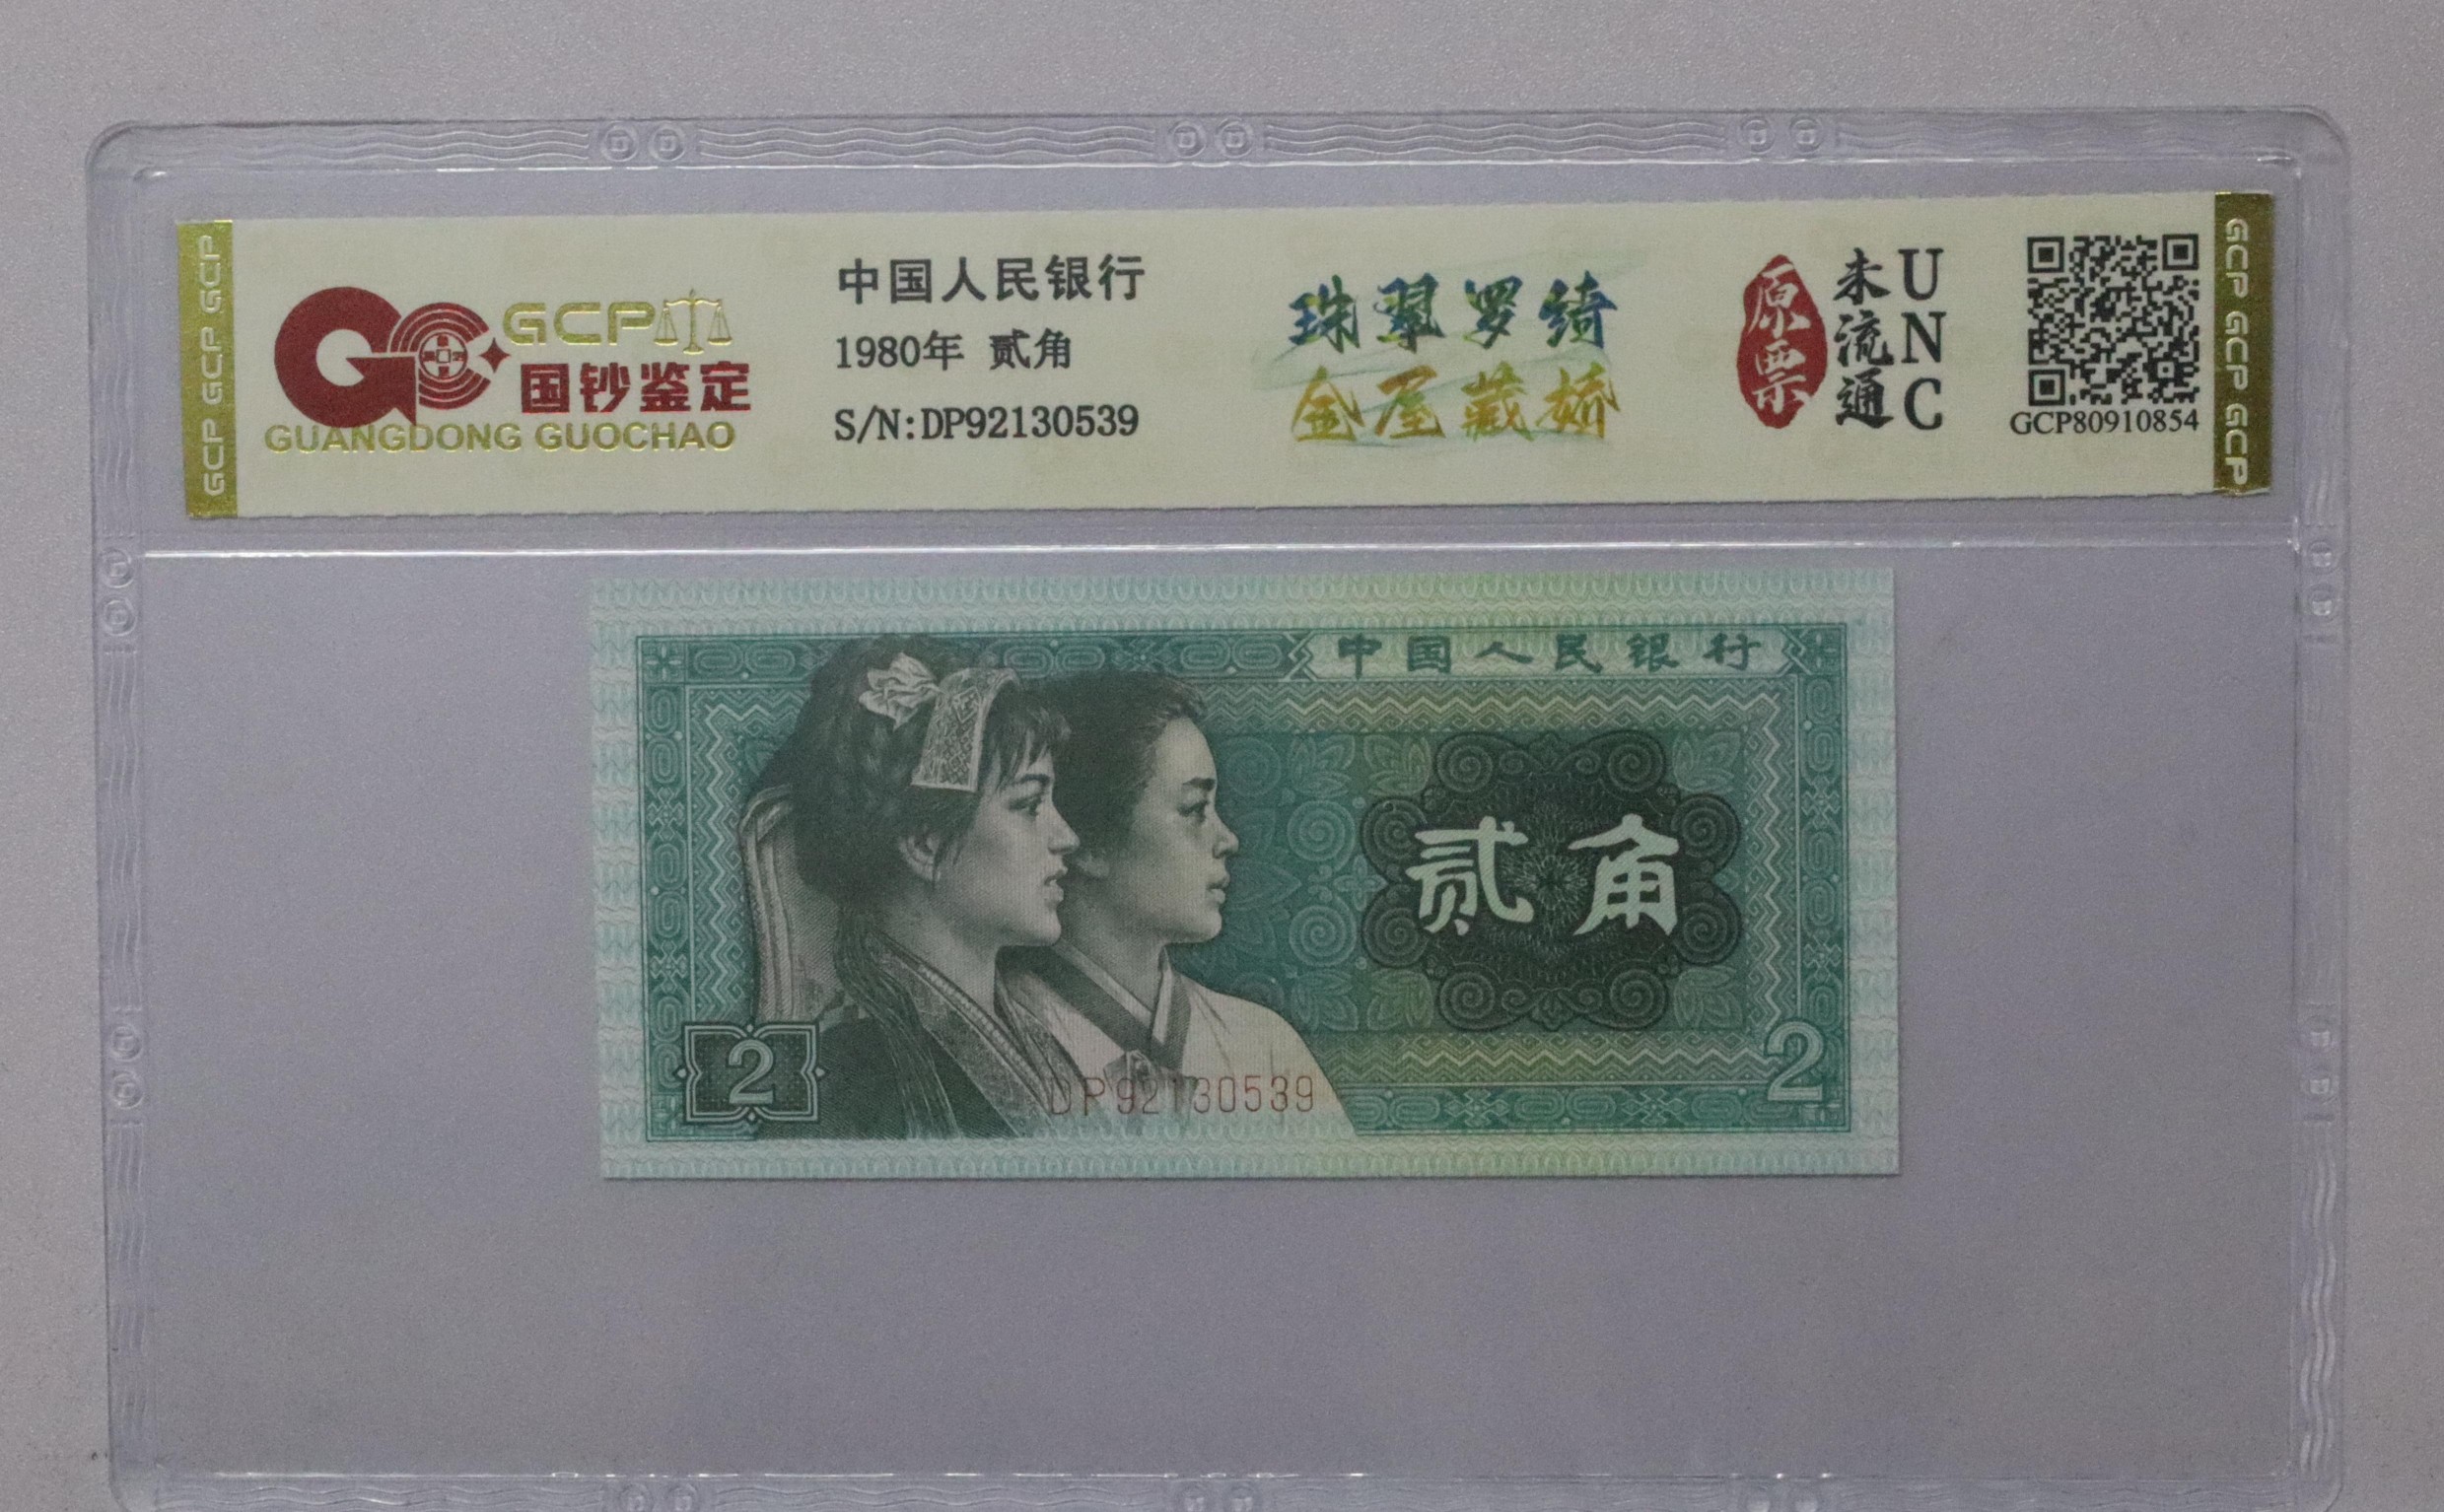 GCP GCP GCP
GCP
国钞鉴定
GUANGDONG GUOCHAO
中国人民银行
1980年 贰角
S/N:DP92130539
珠翠罗绮
金屋藏娇
原票
未流通
UNC
GCP80910854
GCP GCP GCP
中国人民银行
贰角
2
DP92130539
2